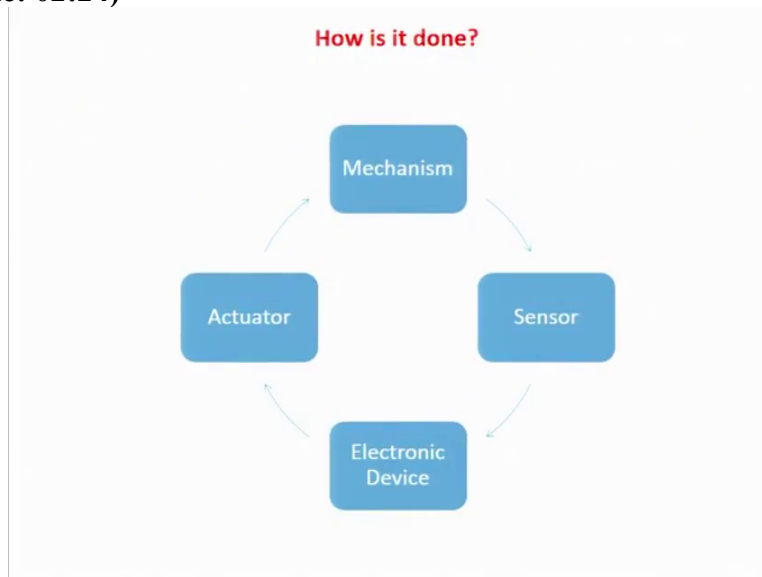 How is it done?
Mechanism
Actuator
Sensor
Electronic
Device